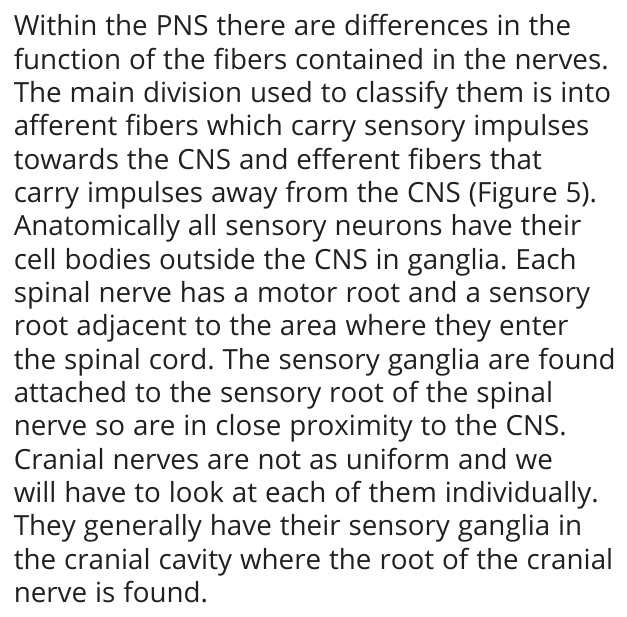 Within the PNS there are differences in the
function of the fibers contained in the nerves.
The main division used to classify them is into
afferent fibers which carry sensory impulses
towards the CNS and efferent fibers that
carry impulses away from the CNS (Figure 5).
Anatomically all sensory neurons have their
cell bodies outside the CNS in ganglia. Each
spinal nerve has a motor root and a sensory
root adjacent to the area where they enter
the spinal cord. The sensory ganglia are found
attached to the sensory root of the spinal
nerve so are in close proximity to the CNS.
Cranial nerves are not as uniform and we
will have to look at each of them individually.
They generally have their sensory ganglia in
the cranial cavity where the root of the cranial
nerve is found.